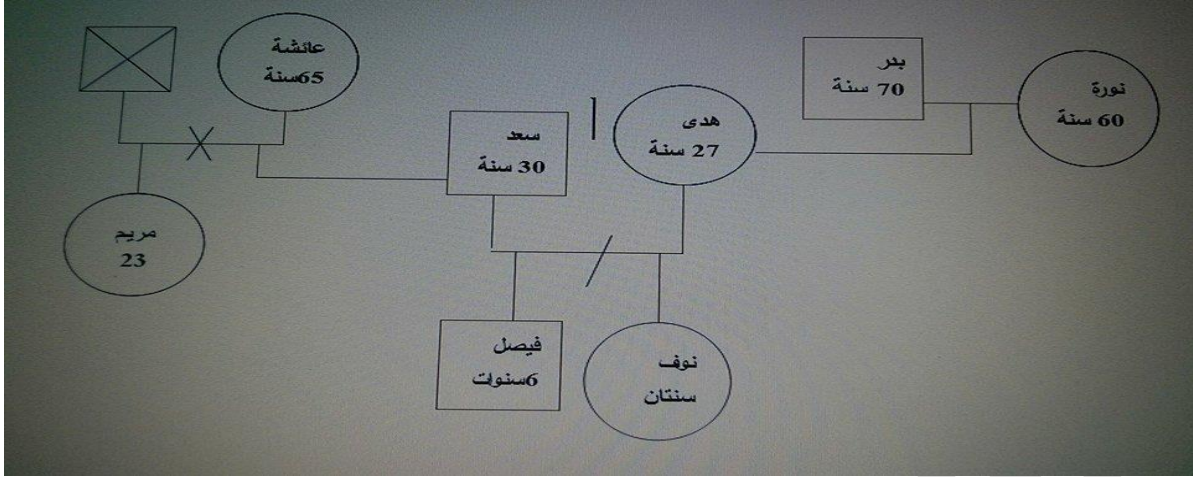 عائشة
65سنة
بدر
70 سنة
نورة
60 سنة
سعد
30 سنة
هدى
27 سنة
مريم
23
فيصل
6سنوات
نوف
سنتان